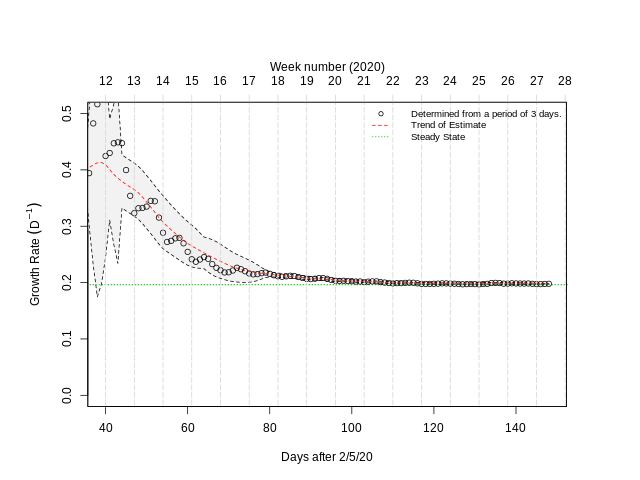 Week number (2020)
12 13 14 15 16 17 18 19 20 21 22 23 24 25 26 27 28
Determined from a period of 3 days.
Trend of Estimate
Steady State
0.5
0.4
0.3
0.2
0.1
0.0
Growth Rate (D⁻¹)
40 60 80 100 120 140
Days after 2/5/20